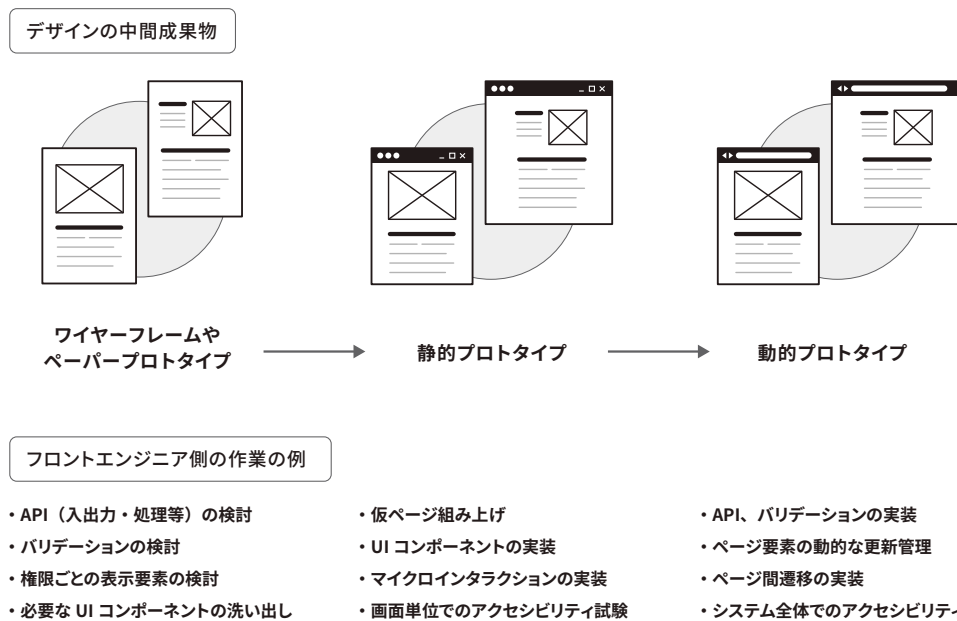 デザインの中間成果物
ワイヤーフレームや
ペーパープロトタイプ
静的プロトタイプ
動的プロトタイプ
フロントエンジニア側の作業の例
・API（入出力・処理等）の検討
・バリデーションの検討
・権限ごとの表示要素の検討
・必要な UI コンポーネントの洗い出し
・仮ページ組み上げ
・UI コンポーネントの実装
・マイクロインタラクションの実装
・画面単位でのアクセシビリティ試験
・API、バリデーションの実装
・ページ要素の動的な更新管理
・ページ間遷移の実装
・システム全体でのアクセシビリティ